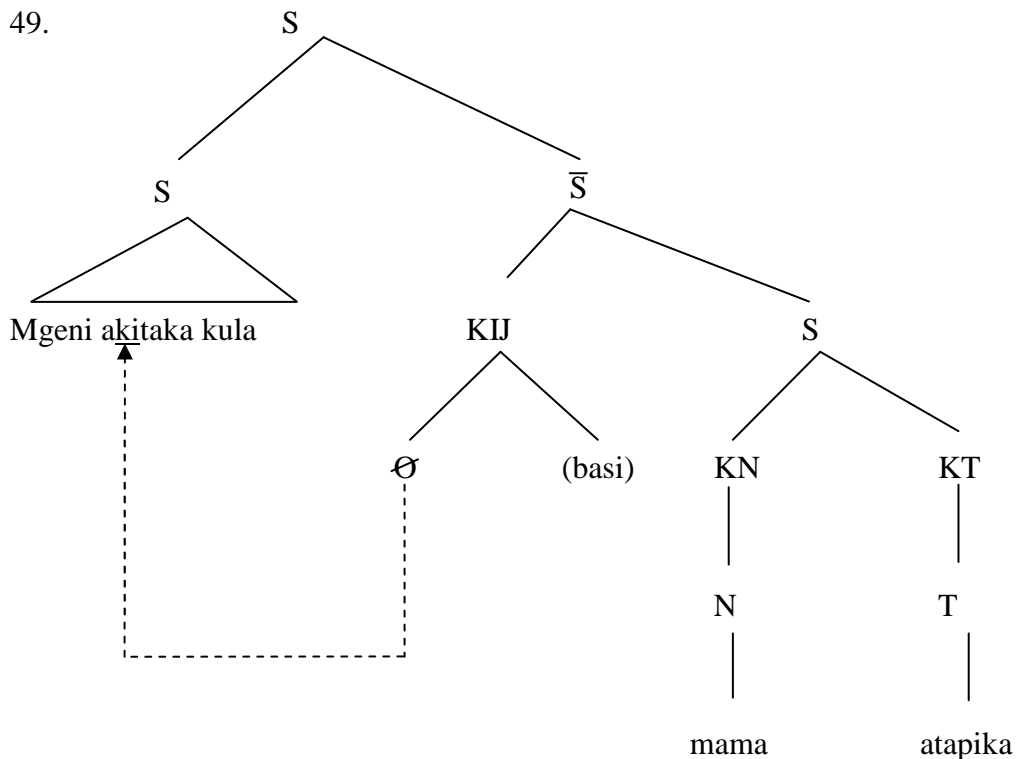 49. S
S S̅
Mgeni akitaka kula KIJ S
Ø (basi) KN KT
N T
mama atapika